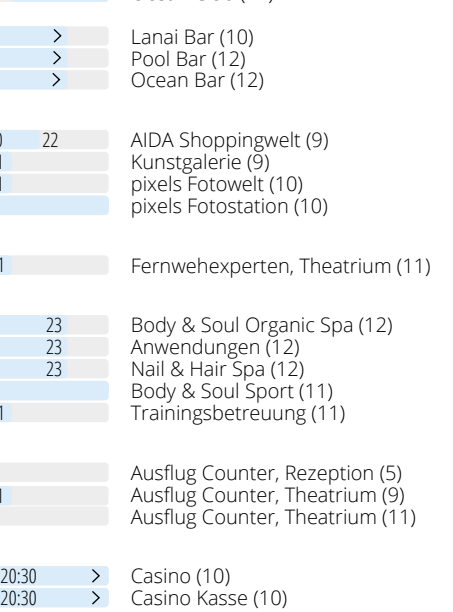 > Lanai Bar (10)
> Pool Bar (12)
> Ocean Bar (12)
22 AIDA Shoppingwelt (9)
Kunstgalerie (9)
pixels Fotowelt (10)
pixels Fotostation (10)
Fernwehexperten, Theatrium (11)
23 Body & Soul Organic Spa (12)
23 Anwendungen (12)
23 Nail & Hair Spa (12)
Body & Soul Sport (11)
Trainingsbetreuung (11)
Ausflug Counter, Rezeption (5)
Ausflug Counter, Theatrium (9)
Ausflug Counter, Theatrium (11)
20:30 > Casino (10)
20:30 > Casino Kasse (10)